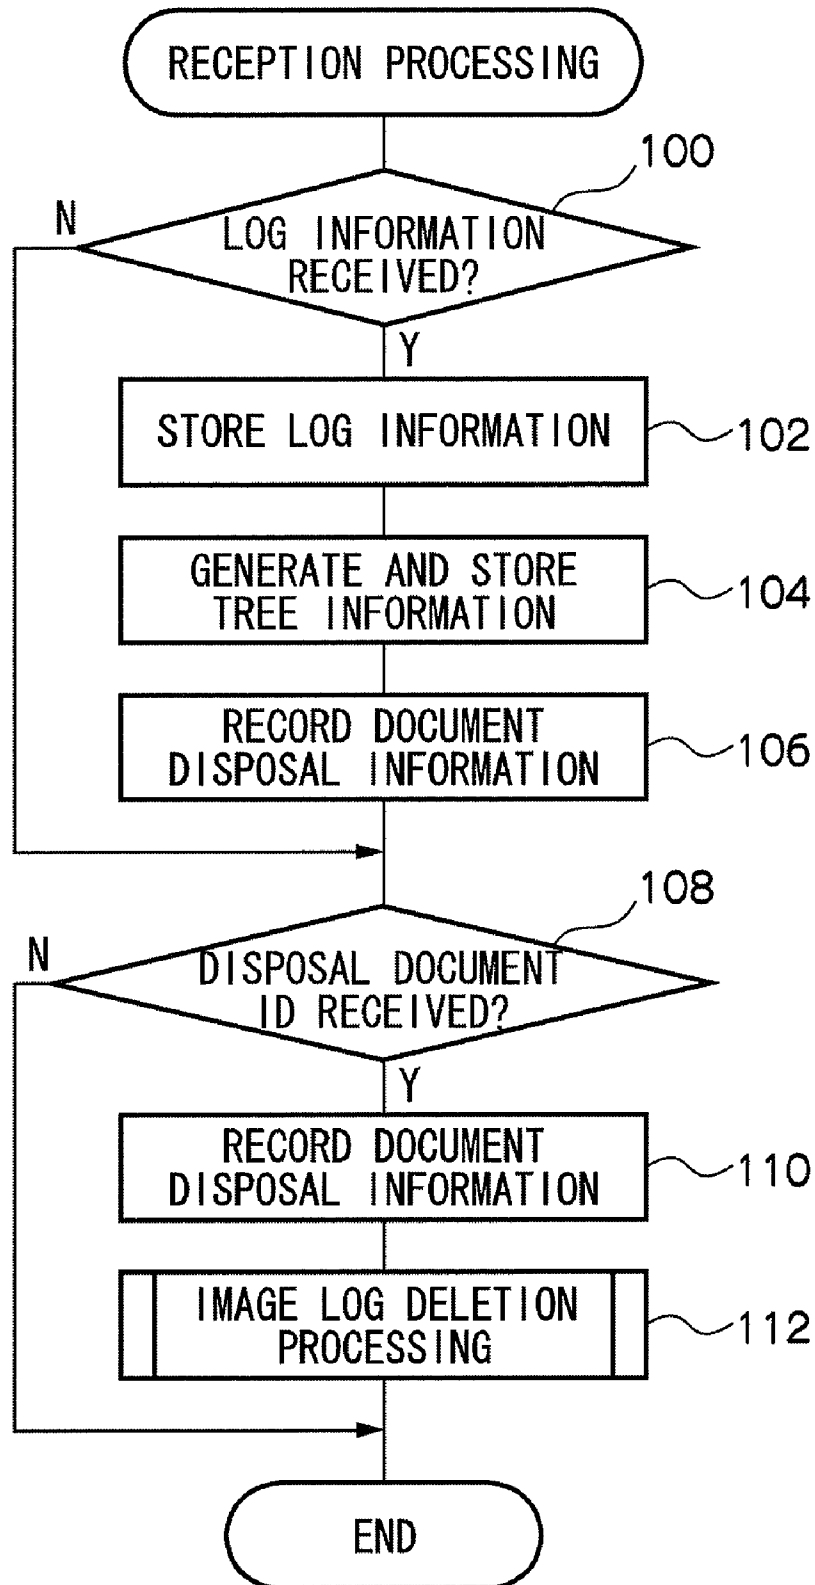 RECEPTION PROCESSING
100
N
LOG INFORMATION
RECEIVED?
Y
STORE LOG INFORMATION
102
GENERATE AND STORE
TREE INFORMATION
104
RECORD DOCUMENT
DISPOSAL INFORMATION
106
108
N
DISPOSAL DOCUMENT
ID RECEIVED?
Y
RECORD DOCUMENT
DISPOSAL INFORMATION
110
IMAGE LOG DELETION
PROCESSING
112
END